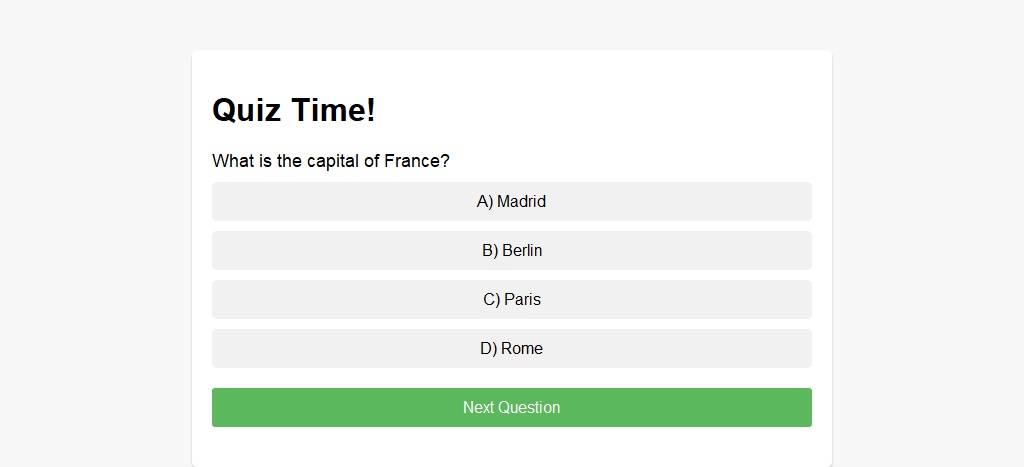 Quiz Time!
What is the capital of France?
A) Madrid
B) Berlin
C) Paris
D) Rome
Next Question